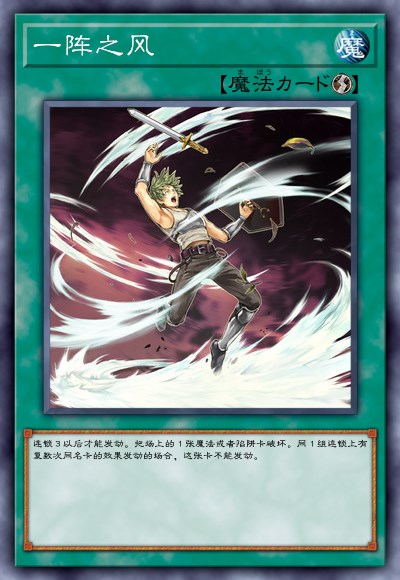 一阵之风
魔
【魔法カード】
まほう
连锁3以后才能发动。把场上的1张魔法或者陷阱卡破坏。同1组连锁上有
复数次同名卡的效果发动的场合，这张卡不能发动。